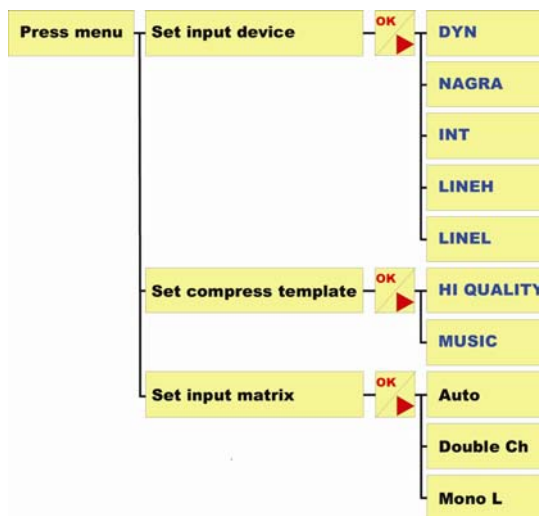 Press menu
Set input device
OK
DYN
NAGRA
INT
LINEH
LINEL
Set compress template
OK
HI QUALITY
MUSIC
Set input matrix
OK
Auto
Double Ch
Mono L